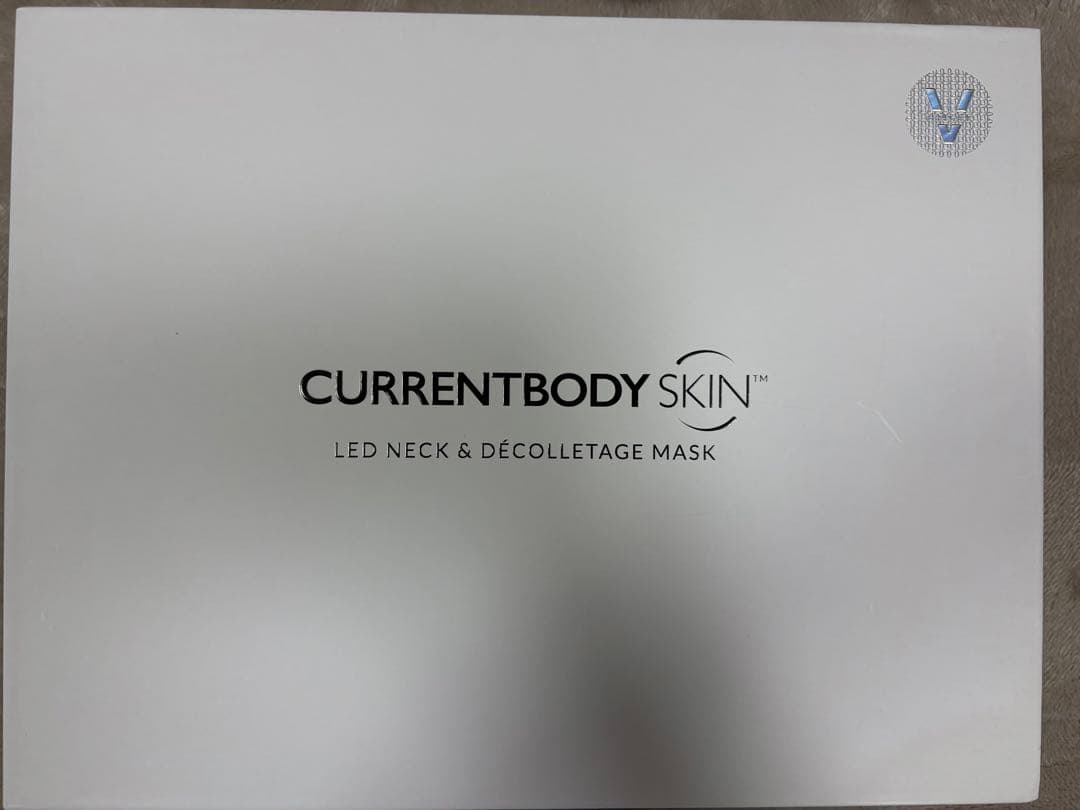 CURRENTBODY SKIN™
LED NECK & DÉCOLLETAGE MASK